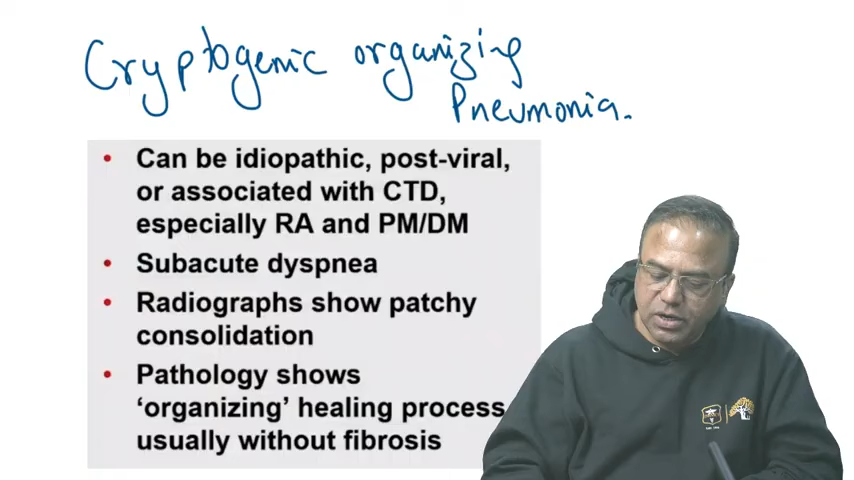 Cryptogenic organizing
Pneumonia.
• Can be idiopathic, post-viral,
or associated with CTD,
especially RA and PM/DM
• Subacute dyspnea
• Radiographs show patchy
consolidation
• Pathology shows
‘organizing’ healing process
usually without fibrosis